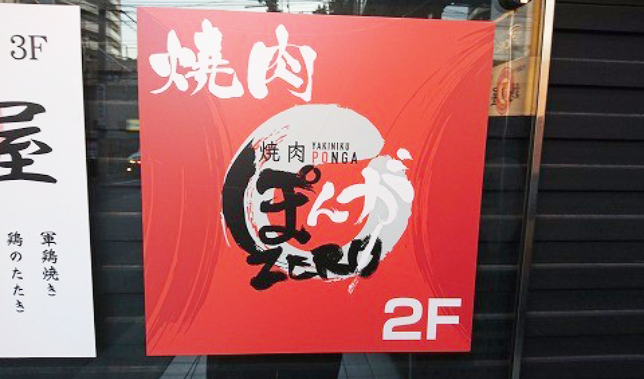 3F
屋
軍鶏焼き
鶏のたたき
焼肉
焼肉 YAKINIKU PONGA
ぽんが
ZERO
2F